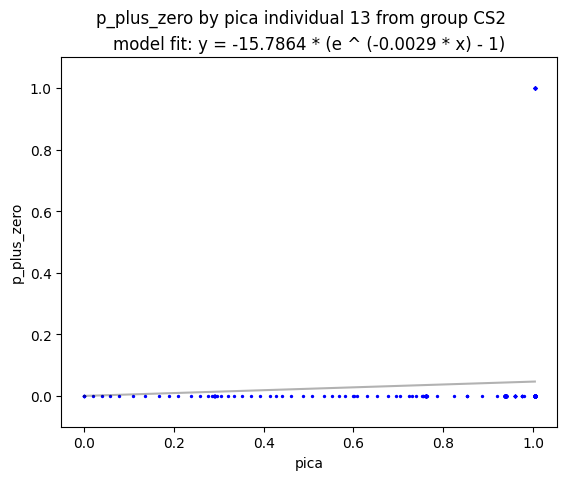 p_plus_zero by pica individual 13 from group CS2
model fit: y = -15.7864 * (e ^ (-0.0029 * x) - 1)
1.0
0.8
0.6
0.4
0.2
0.0
p_plus_zero
0.0 0.2 0.4 0.6 0.8 1.0
pica